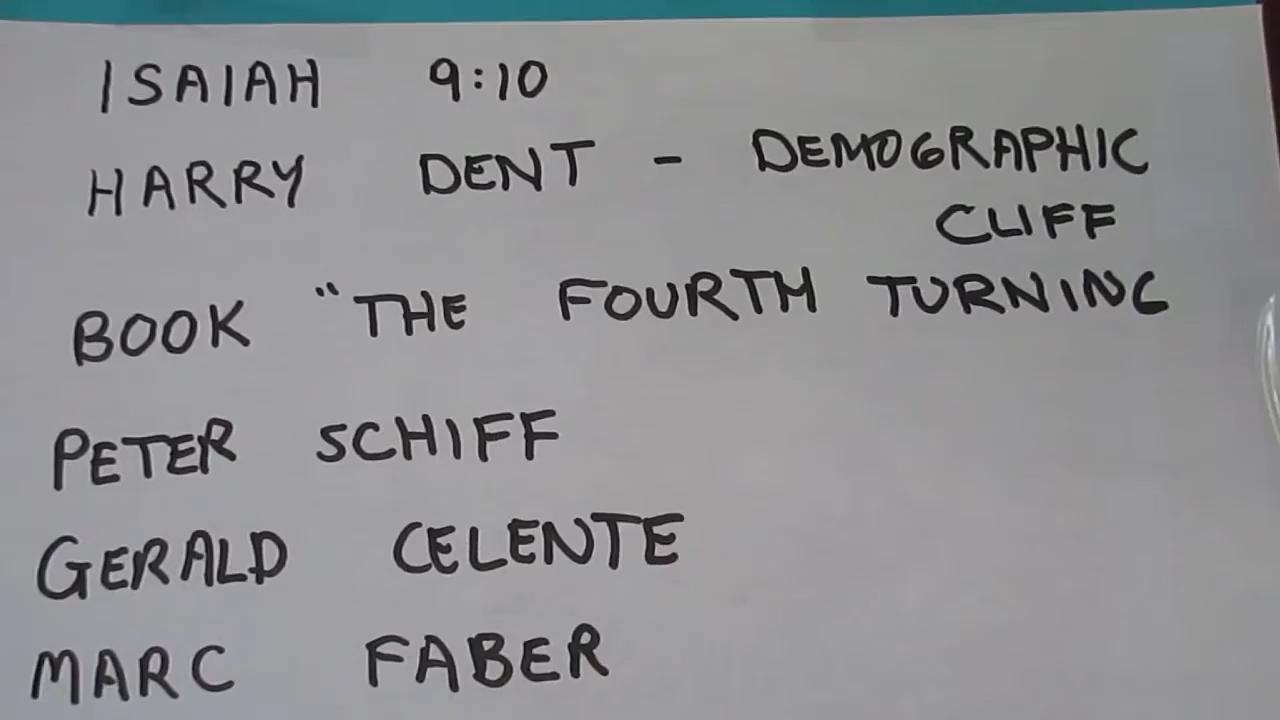 ISAIAH 9:10
HARRY DENT - DEMOGRAPHIC
CLIFF
BOOK "THE FOURTH TURNING
PETER SCHIFF
GERALD CELENTE
MARC FABER